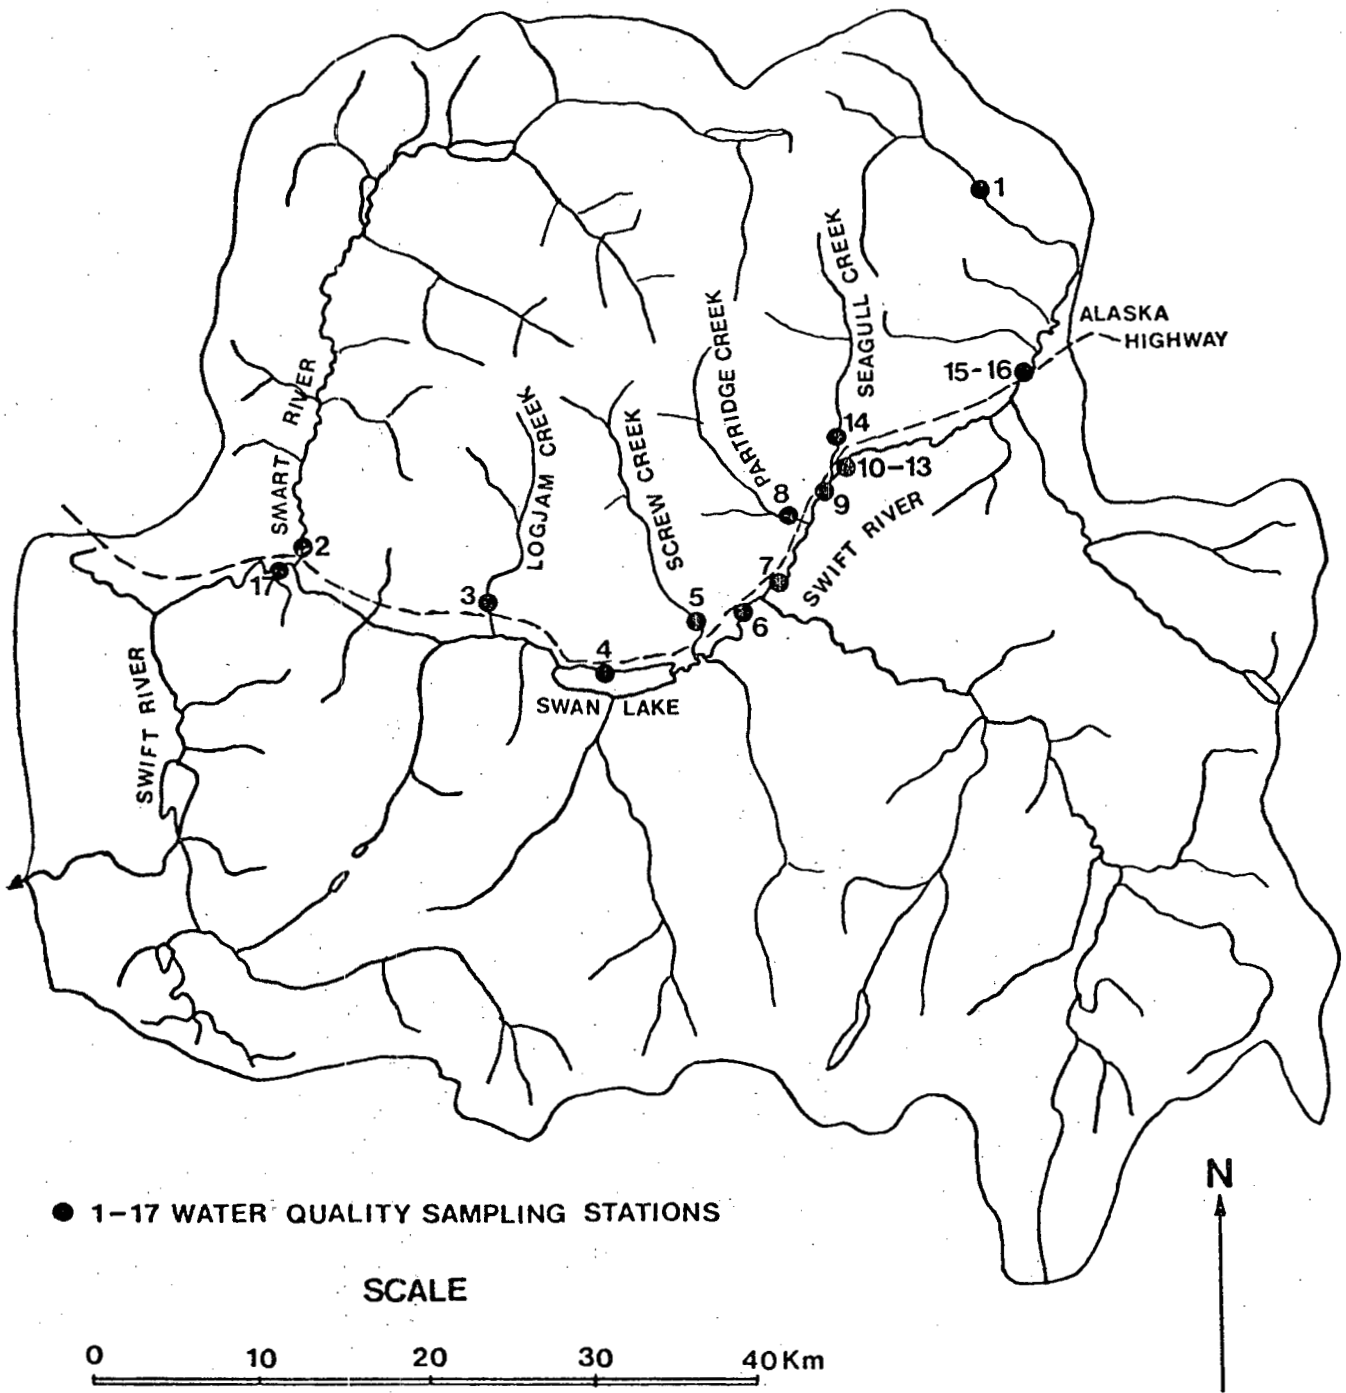 1
ALASKA
HIGHWAY
SEAGULL CREEK
PARTRIDGE CREEK
15-16
SMART RIVER
LOGJAM CREEK
SCREW CREEK
14
10-13
8
9
SWIFT RIVER
2
17
3
7
5
6
4
SWAN LAKE
SWIFT RIVER
N
1-17 WATER QUALITY SAMPLING STATIONS
SCALE
0 10 20 30 40 Km